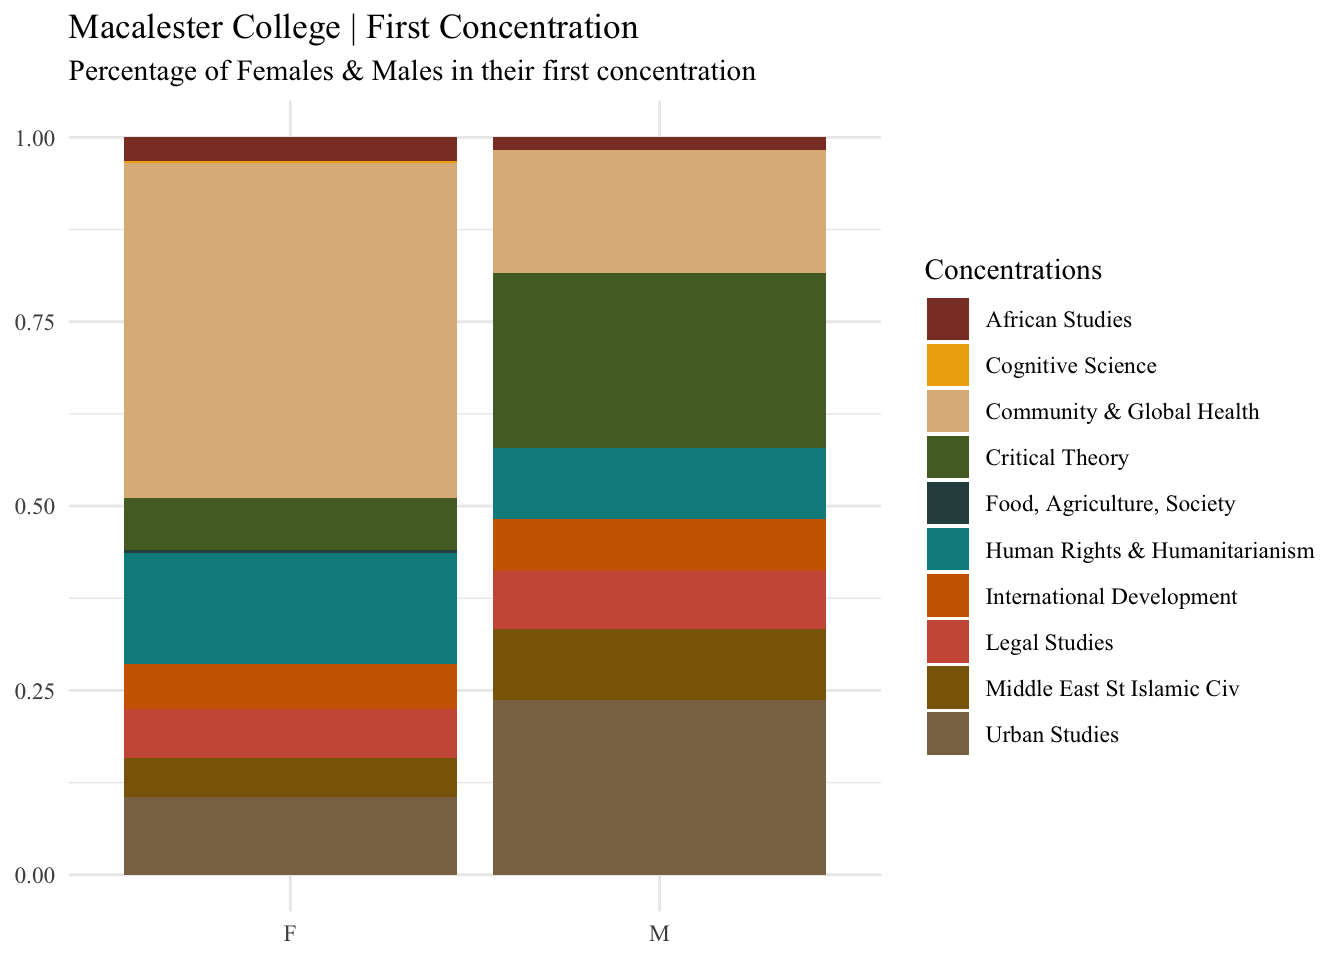 Macalester College | First Concentration
Percentage of Females & Males in their first concentration
1.00
0.75
0.50
0.25
0.00
F
M
Concentrations
African Studies
Cognitive Science
Community & Global Health
Critical Theory
Food, Agriculture, Society
Human Rights & Humanitarianism
International Development
Legal Studies
Middle East St Islamic Civ
Urban Studies